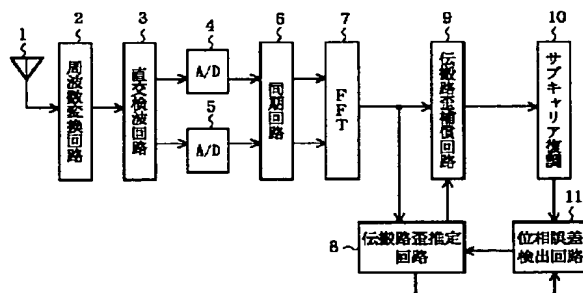 1
2
3
4
5
6
7
8
9
10
11
周波数変換回路
直交検波回路
A/D
A/D
同期回路
FFT
伝搬路歪補償回路
サブキャリア復調
伝搬路歪推定
回路
位相誤差
検出回路